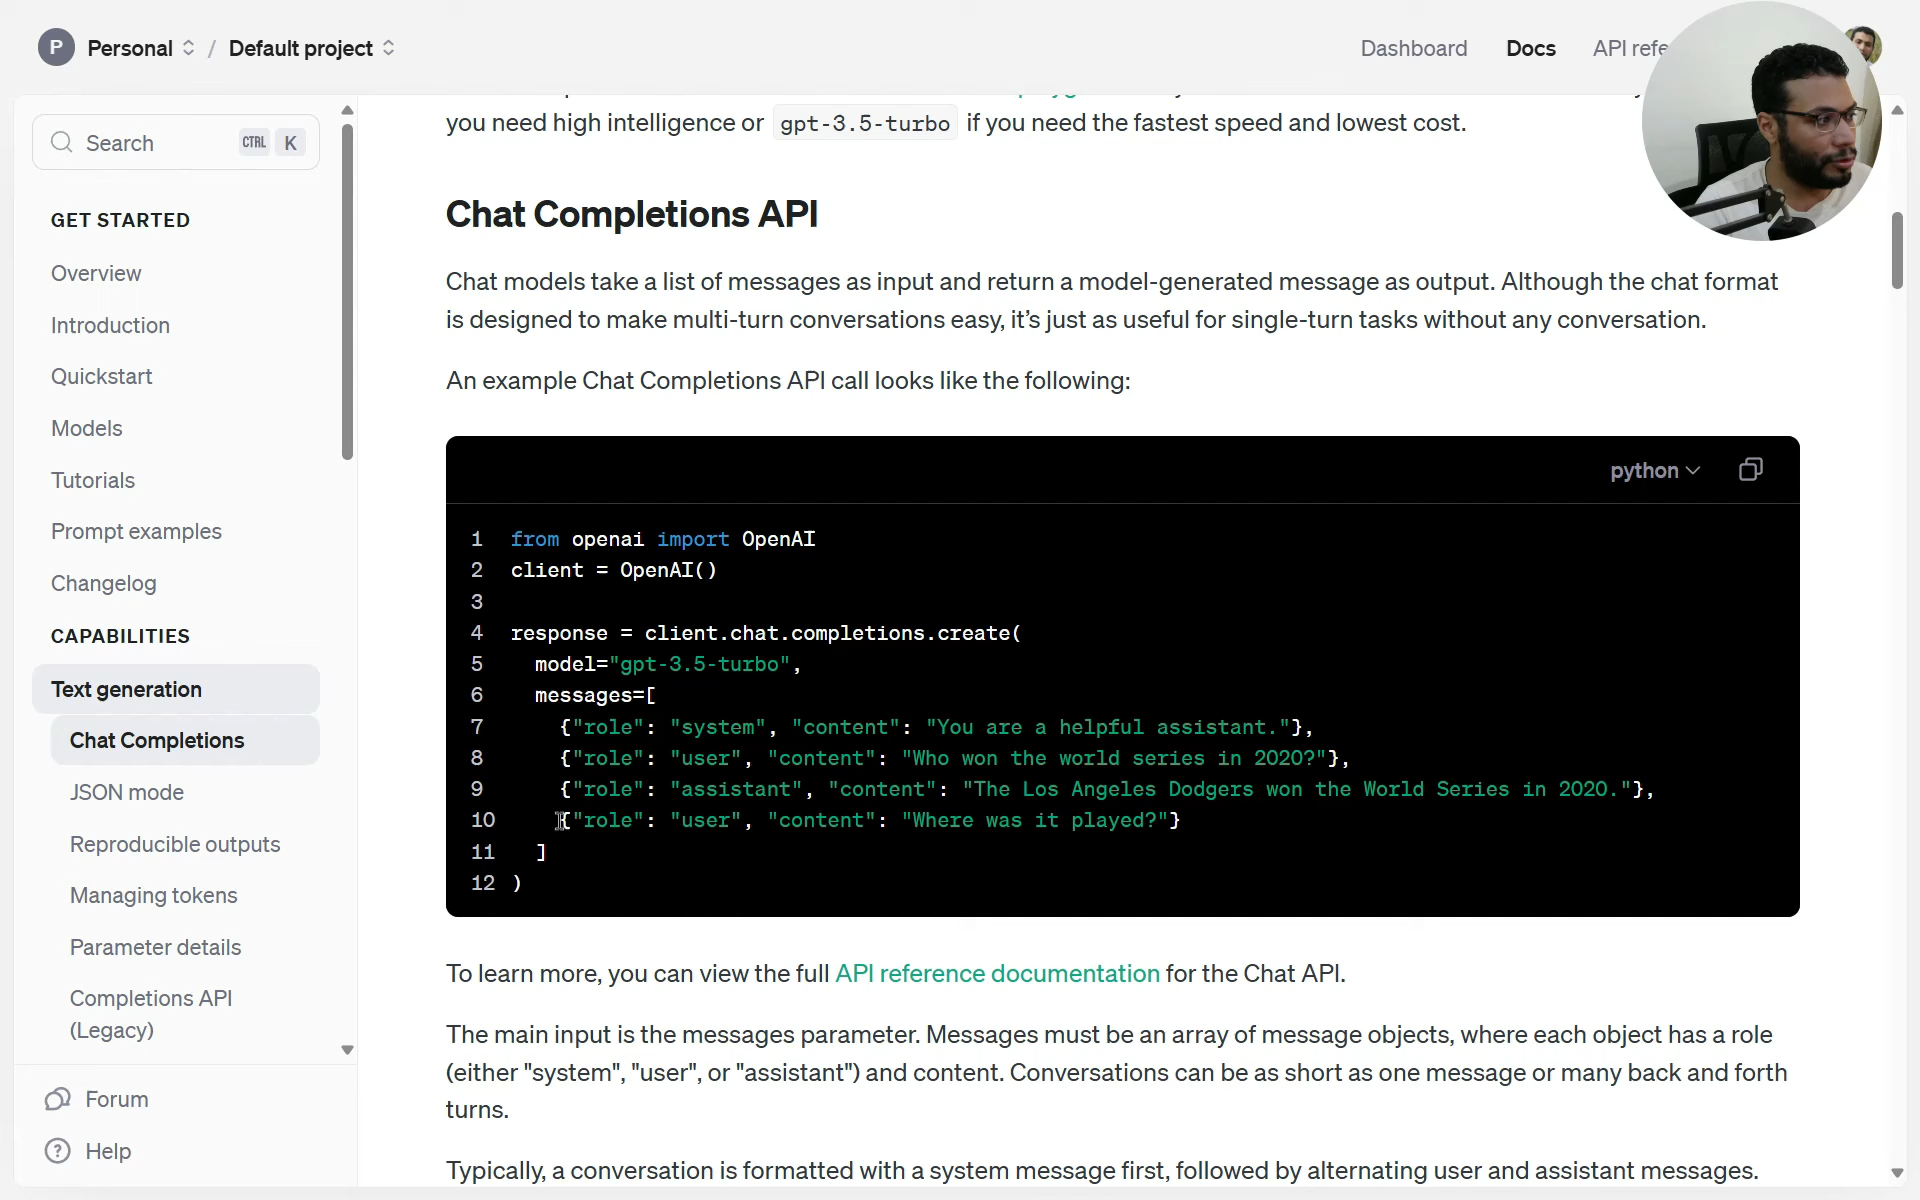 P Personal / Default project
Dashboard Docs API refe
Search CTRL K
GET STARTED
Overview
Introduction
Quickstart
Models
Tutorials
Prompt examples
Changelog
CAPABILITIES
Text generation
Chat Completions
JSON mode
Reproducible outputs
Managing tokens
Parameter details
Completions API
(Legacy)
Forum
Help
you need high intelligence or gpt-3.5-turbo if you need the fastest speed and lowest cost.
Chat Completions API
Chat models take a list of messages as input and return a model-generated message as output. Although the chat format
is designed to make multi-turn conversations easy, it’s just as useful for single-turn tasks without any conversation.
An example Chat Completions API call looks like the following:
python
1 from openai import OpenAI
2 client = OpenAI()
3
4 response = client.chat.completions.create(
5 model="gpt-3.5-turbo",
6 messages=[
7 {"role": "system", "content": "You are a helpful assistant."},
8 {"role": "user", "content": "Who won the world series in 2020?"},
9 {"role": "assistant", "content": "The Los Angeles Dodgers won the World Series in 2020."},
10 {"role": "user", "content": "Where was it played?"}
11 ]
12 )
To learn more, you can view the full API reference documentation for the Chat API.
The main input is the messages parameter. Messages must be an array of message objects, where each object has a role
(either "system", "user", or "assistant") and content. Conversations can be as short as one message or many back and forth
turns.
Typically, a conversation is formatted with a system message first, followed by alternating user and assistant messages.